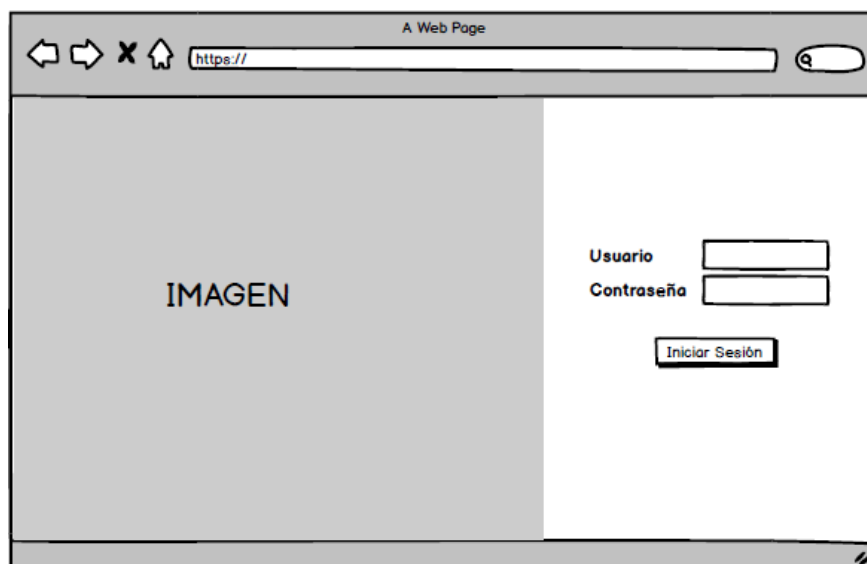 A Web Page
https://
IMAGEN
Usuario
Contraseña
Iniciar Sesión